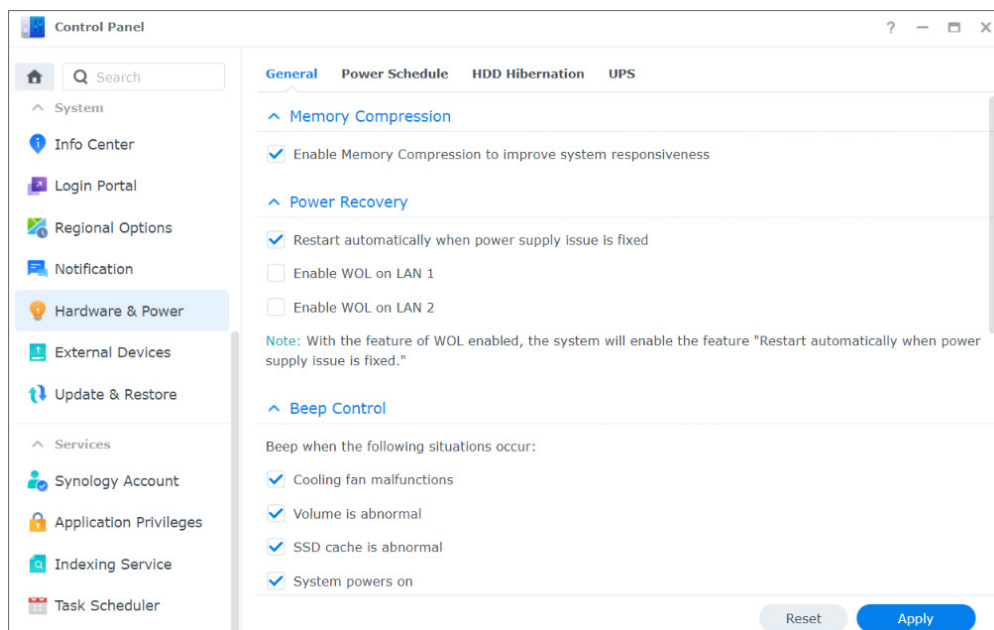 Control Panel
?
Search
System
Info Center
Login Portal
Regional Options
Notification
Hardware & Power
External Devices
Update & Restore
Services
Synology Account
Application Privileges
Indexing Service
Task Scheduler
General Power Schedule HDD Hibernation UPS
Memory Compression
Enable Memory Compression to improve system responsiveness
Power Recovery
Restart automatically when power supply issue is fixed
Enable WOL on LAN 1
Enable WOL on LAN 2
Note: With the feature of WOL enabled, the system will enable the feature "Restart automatically when power
supply issue is fixed."
Beep Control
Beep when the following situations occur:
Cooling fan malfunctions
Volume is abnormal
SSD cache is abnormal
System powers on
Reset Apply